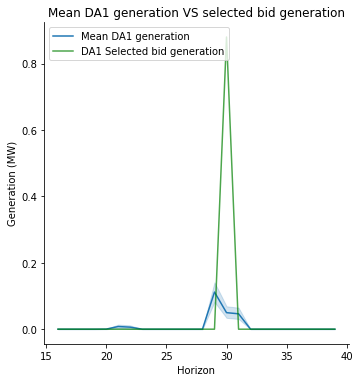 Mean DA1 generation VS selected bid generation
Mean DA1 generation
DA1 Selected bid generation
Generation (MW)
0.8
0.6
0.4
0.2
0.0
15 20 25 30 35 40
Horizon